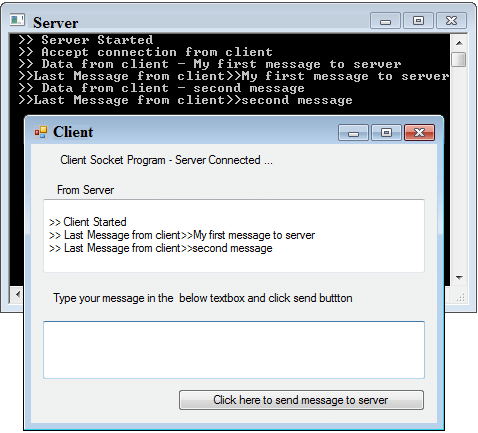 Server
>> Server Started
>> Accept connection from client
>> Data from client - My first message to server
>>Last Message from client>>My first message to server
>> Data from client - second message
>>Last Message from client>>second message
Client
Client Socket Program - Server Connected ...
From Server
>> Client Started
>> Last Message from client>>My first message to server
>> Last Message from client>>second message
Type your message in the  below textbox and click send buttton
Click here to send message to server